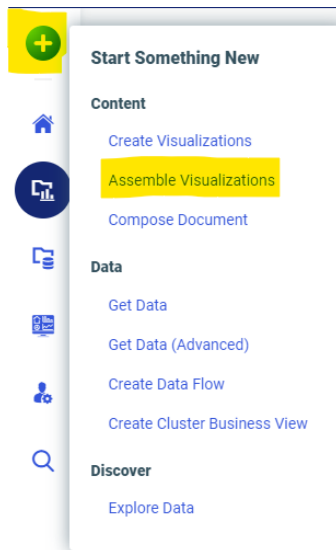 Start Something New
Content
Create Visualizations
Assemble Visualizations
Compose Document
Data
Get Data
Get Data (Advanced)
Create Data Flow
Create Cluster Business View
Discover
Explore Data